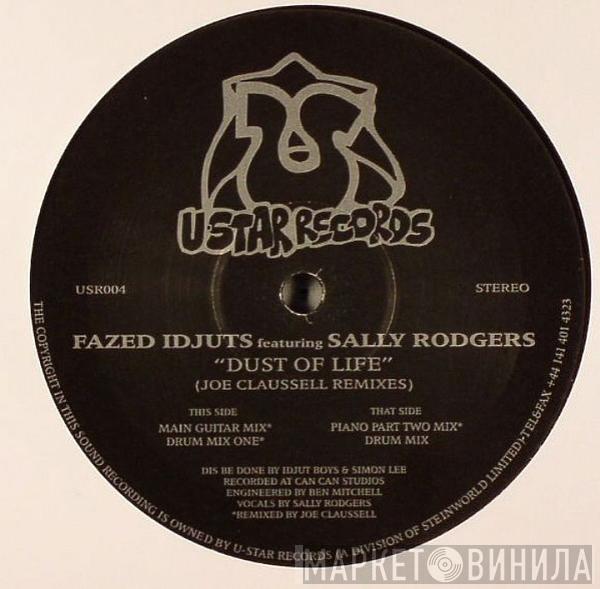 U-STAR RECORDS
USR004
STEREO
FAZED IDJUTS featuring SALLY RODGERS
“DUST OF LIFE”
(JOE CLAUSSELL REMIXES)
THIS SIDE
MAIN GUITAR MIX*
DRUM MIX ONE*
THAT SIDE
PIANO PART TWO MIX*
DRUM MIX
DIS BE DONE BY IDJUT BOYS & SIMON LEE
RECORDED AT CAN CAN STUDIOS
ENGINEERED BY BEN MITCHELL
VOCALS BY SALLY RODGERS
*REMIXED BY JOE CLAUSSELL
THE COPYRIGHT IN THIS SOUND RECORDING IS OWNED BY U-STAR RECORDS (A DIVISION OF STEINWORLD LIMITED)•TEL&FAX +44 141 401 4323
МАРКЕТ ВИНИЛА